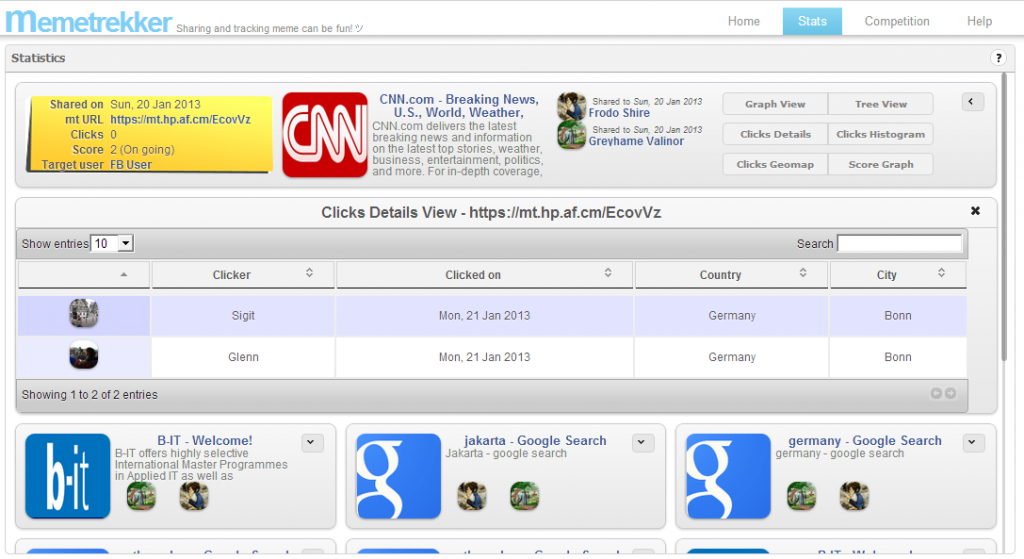 Memetrekker Sharing and tracking meme can be fun! ツ
Home Stats Competition Help
Statistics ?
Shared on Sun, 20 Jan 2013
mt URL https://mt.hp.af.cm/EcovVz
Clicks 0
Score 2 (On going)
Target user FB User
CNN
CNN.com - Breaking News,
U.S., World, Weather,
CNN.com delivers the latest
breaking news and information
on the latest top stories, weather,
business, entertainment, politics,
and more. For in-depth coverage,
Shared to Sun, 20 Jan 2013
Frodo Shire
Shared to Sun, 20 Jan 2013
Greyhame Valinor
Graph View Tree View
Clicks Details Clicks Histogram
Clicks Geomap Score Graph
Clicks Details View - https://mt.hp.af.cm/EcovVz
Show entries 10 Search
Clicker Clicked on Country City
Sigit Mon, 21 Jan 2013 Germany Bonn
Glenn Mon, 21 Jan 2013 Germany Bonn
Showing 1 to 2 of 2 entries
b-it
B-IT - Welcome!
B-IT offers highly selective
International Master Programmes
in Applied IT as well as
g
jakarta - Google Search
Jakarta - google search
g
germany - Google Search
germany - google search